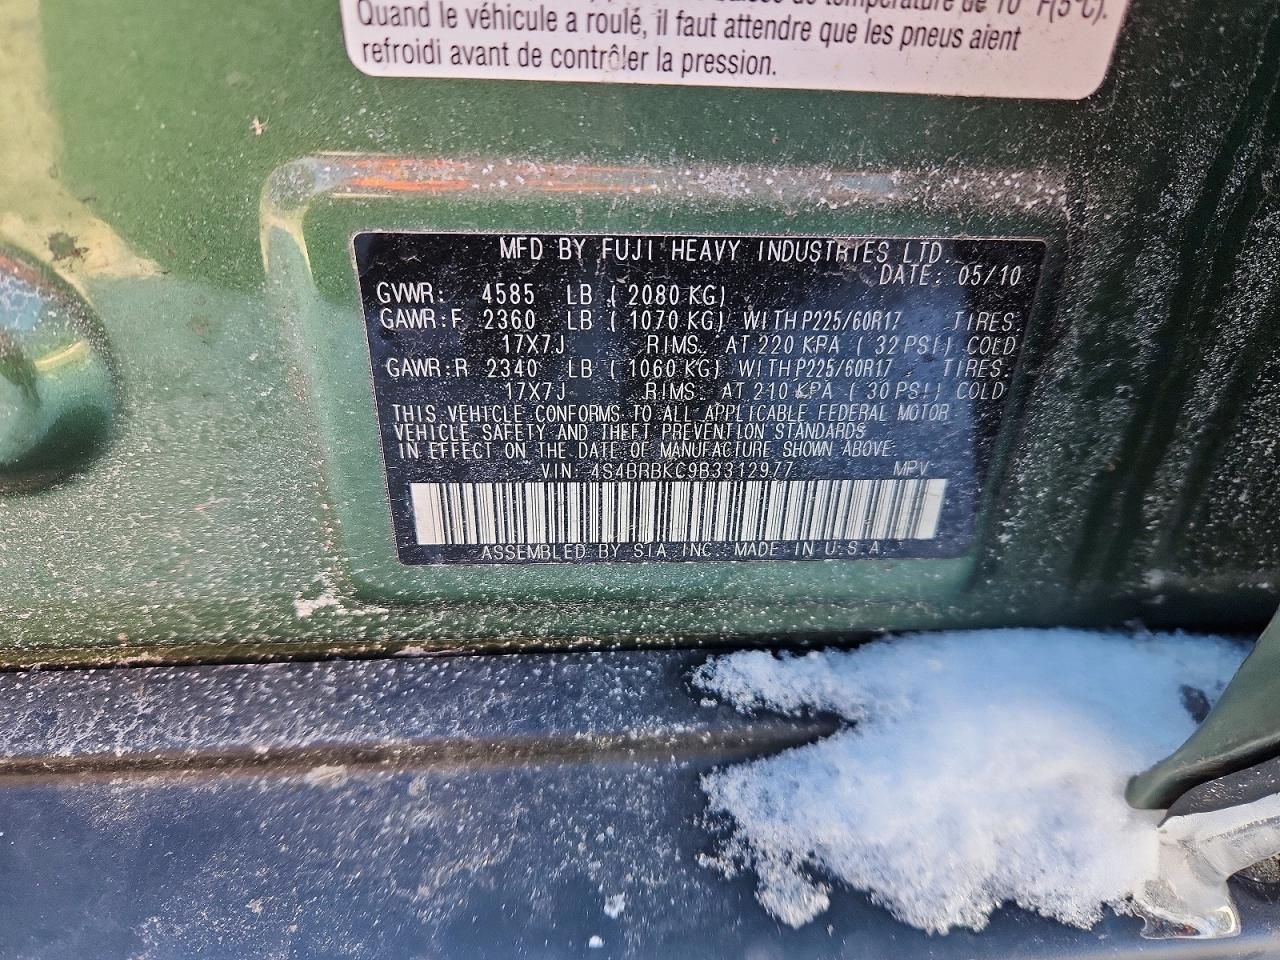 température de 10°F(5°C).
Quand le véhicule a roulé, il faut attendre que les pneus aient
refroidi avant de contrôler la pression.
MFD BY FUJI HEAVY INDUSTRIES LTD.
DATE: 05/10
GVWR: 4585 LB ( 2080 KG)
GAWR:F 2360 LB ( 1070 KG) WITH P225/60R17 TIRES.
17X7J RIMS. AT 220 KPA ( 32 PSI) COLD
GAWR:R 2340 LB ( 1060 KG) WITH P225/60R17 TIRES.
17X7J RIMS. AT 210 KPA ( 30 PSI) COLD
THIS VEHICLE CONFORMS TO ALL APPLICABLE FEDERAL MOTOR
VEHICLE SAFETY AND THEFT PREVENTION STANDARDS
IN EFFECT ON THE DATE OF MANUFACTURE SHOWN ABOVE.
VIN: 4S4BRBKC9B3312977 MPV
ASSEMBLED BY SIA, INC. MADE IN U.S.A.